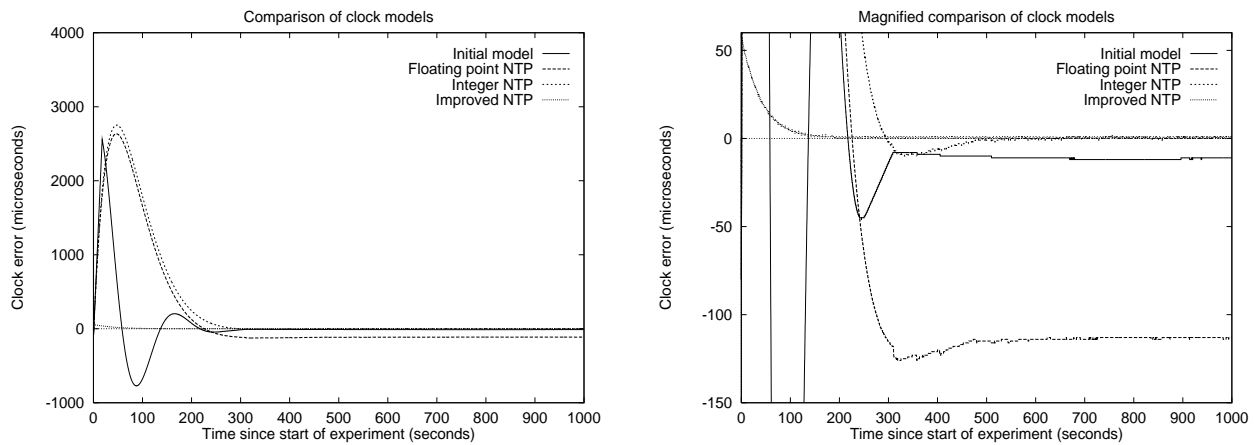 Comparison of clock models
4000
3000
2000
1000
0
-1000
Clock error (microseconds)
Initial model
Floating point NTP
Integer NTP
Improved NTP
0 100 200 300 400 500 600 700 800 900 1000
Time since start of experiment (seconds)
Magnified comparison of clock models
50
0
-50
-100
-150
Clock error (microseconds)
Initial model
Floating point NTP
Integer NTP
Improved NTP
0 100 200 300 400 500 600 700 800 900 1000
Time since start of experiment (seconds)